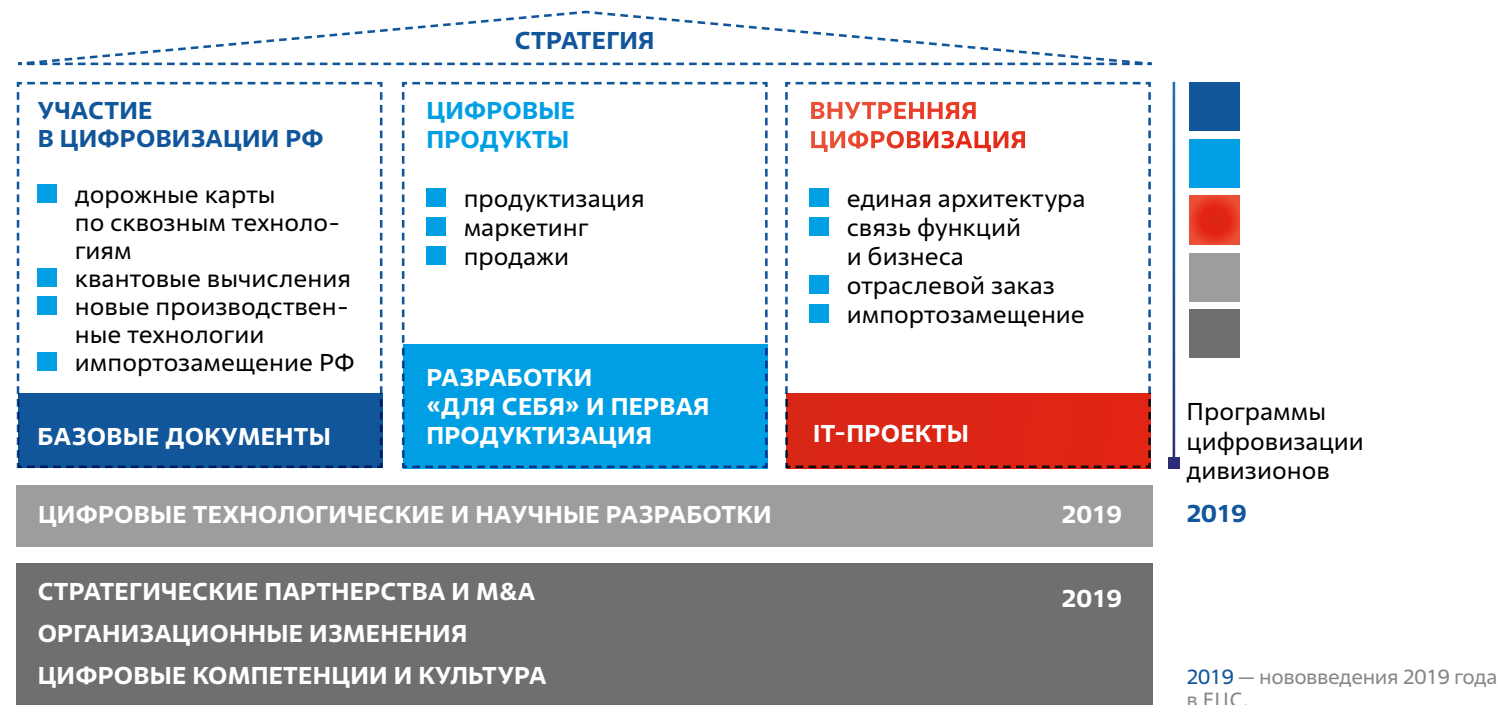 СТРАТЕГИЯ
УЧАСТИЕ
В ЦИФРОВИЗАЦИИ РФ
дорожные карты
по сквозным техноло-
гиям
квантовые вычисления
новые производствен-
ные технологии
импортозамещение РФ
БАЗОВЫЕ ДОКУМЕНТЫ
ЦИФРОВЫЕ
ПРОДУКТЫ
продуктизация
маркетинг
продажи
РАЗРАБОТКИ
«ДЛЯ СЕБЯ» И ПЕРВАЯ
ПРОДУКТИЗАЦИЯ
ВНУТРЕННЯЯ
ЦИФРОВИЗАЦИЯ
единая архитектура
связь функций
и бизнеса
отраслевой заказ
импортозамещение
IT-ПРОЕКТЫ
Программы
цифровизации
дивизионов
2019
ЦИФРОВЫЕ ТЕХНОЛОГИЧЕСКИЕ И НАУЧНЫЕ РАЗРАБОТКИ 2019
СТРАТЕГИЧЕСКИЕ ПАРТНЕРСТВА И M&A 2019
ОРГАНИЗАЦИОННЫЕ ИЗМЕНЕНИЯ
ЦИФРОВЫЕ КОМПЕТЕНЦИИ И КУЛЬТУРА
2019 — нововведения 2019 года
в ЕЦС.